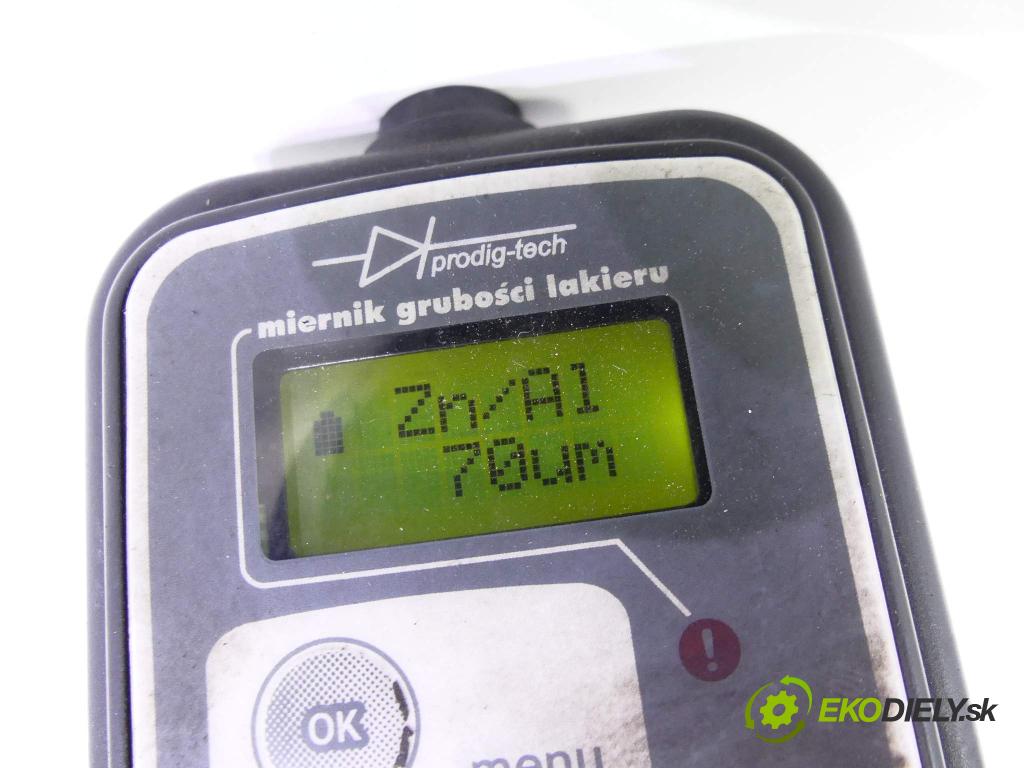 prodig-tech
miernik grubości lakieru
Zn/Al
70um
!
OK
menu
EKODIELY.sk